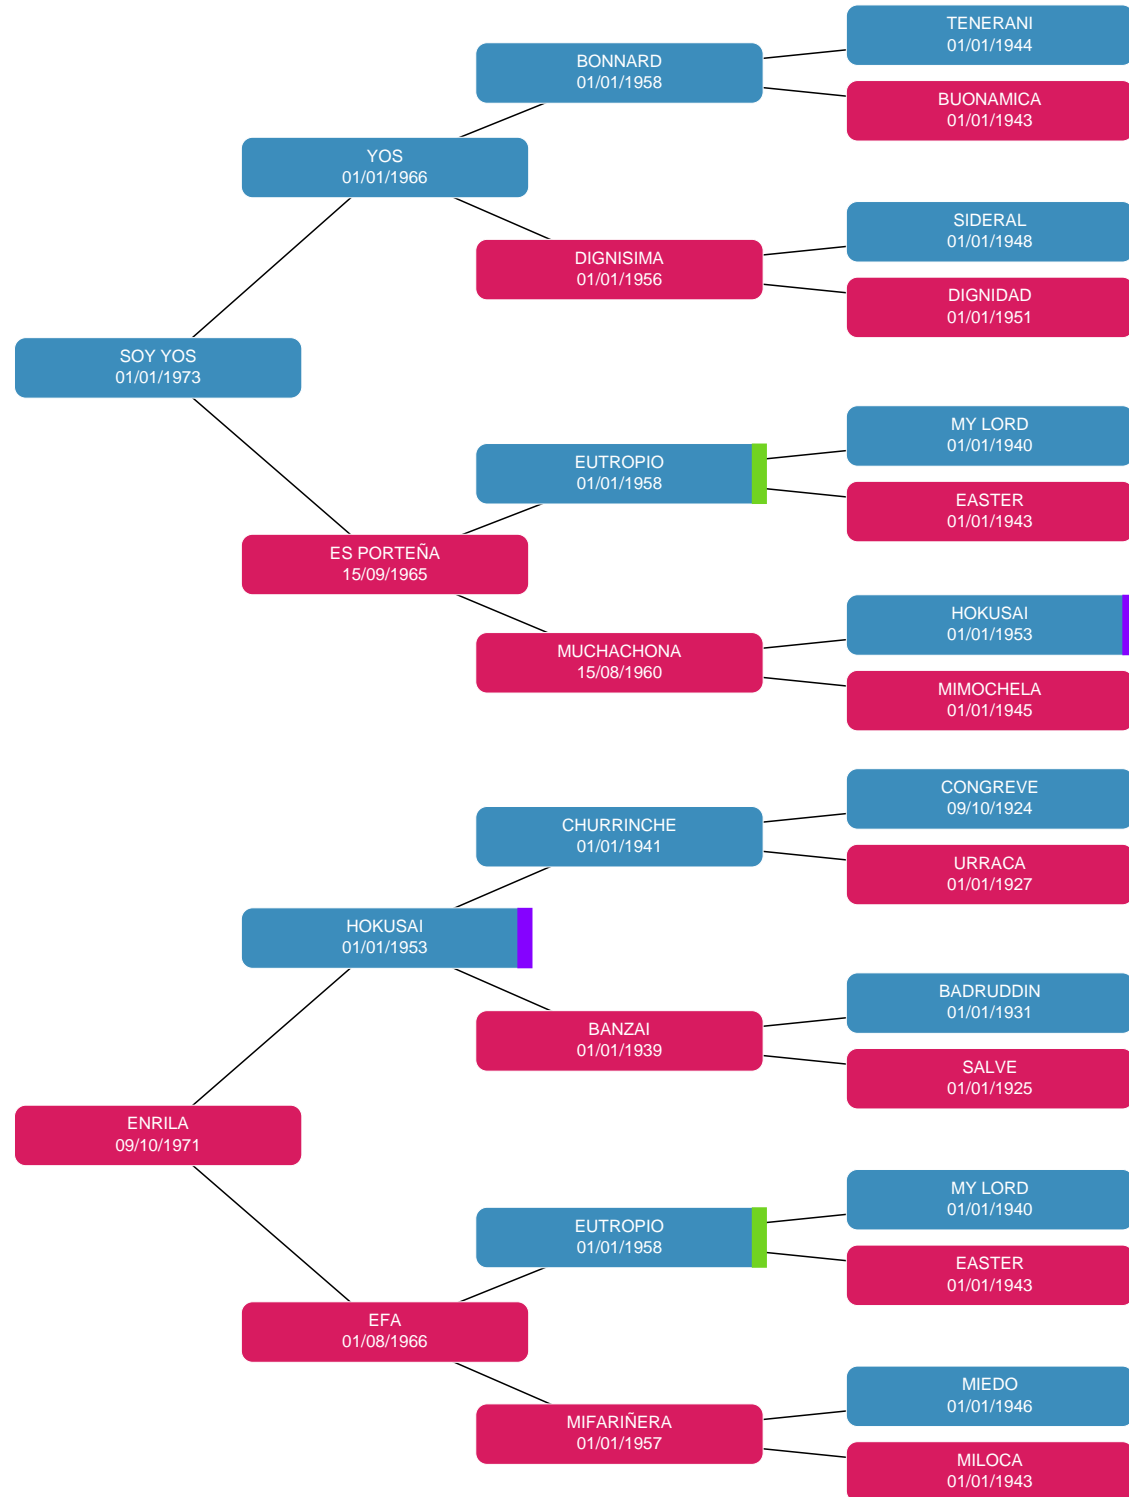 TENERANI
01/01/1944
BONNARD
01/01/1958
BUONAMICA
01/01/1943
YOS
01/01/1966
SIDERAL
01/01/1948
DIGNISIMA
01/01/1956
DIGNIDAD
01/01/1951
SOY YOS
01/01/1973
MY LORD
01/01/1940
EUTROPIO
01/01/1958
EASTER
01/01/1943
ES PORTEÑA
15/09/1965
HOKUSAI
01/01/1953
MUCHACHONA
15/08/1960
MIMOCHELA
01/01/1945
CONGREVE
09/10/1924
CHURRINCHE
01/01/1941
URRACA
01/01/1927
HOKUSAI
01/01/1953
BADRUDDIN
01/01/1931
BANZAI
01/01/1939
SALVE
01/01/1925
ENRILA
09/10/1971
MY LORD
01/01/1940
EUTROPIO
01/01/1958
EASTER
01/01/1943
EFA
01/08/1966
MIEDO
01/01/1946
MIFARIÑERA
01/01/1957
MILOCA
01/01/1943